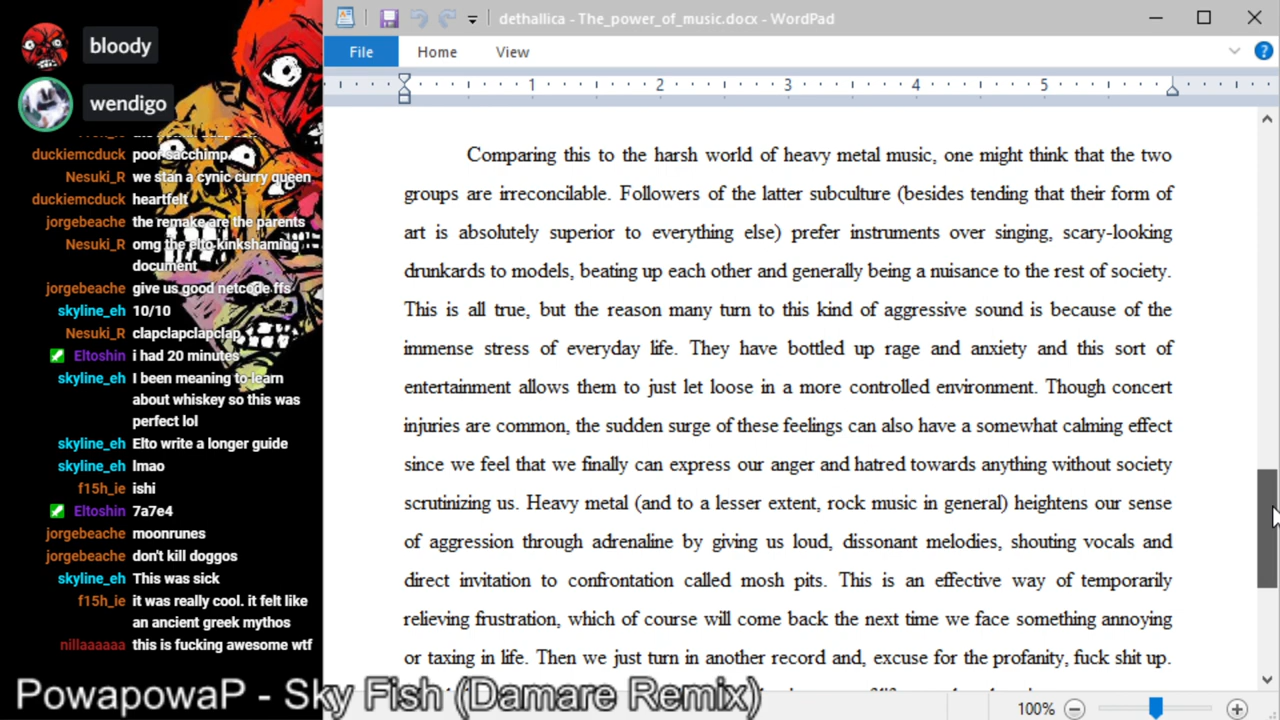 bloody
wendigo
duckiemcduck poor sacchimp.
Nesuki_R we stan a cynic curry queen
duckiemcduck heartfelt
jorgebeache the remake are the parents
Nesuki_R omg the elto kinkshaming
document
jorgebeache give us good netcode ffs
skyline_eh 10/10
Nesuki_R clapclapclapclap
Eltoshin i had 20 minutes
skyline_eh I been meaning to learn
about whiskey so this was
perfect lol
skyline_eh Elto write a longer guide
skyline_eh lmao
f15h_ie ishi
Eltoshin 7a7e4
jorgebeache moonrunes
jorgebeache don't kill doggos
skyline_eh This was sick
f15h_ie it was really cool. it felt like
an ancient greek mythos
nillaaaaaa this is fucking awesome wtf
PowapowaP - Sky Fish (Damare Remix)
dethallica - The_power_of_music.docx - WordPad
File Home View
1 2 3 4 5
Comparing this to the harsh world of heavy metal music, one might think that the two
groups are irreconcilable. Followers of the latter subculture (besides tending that their form of
art is absolutely superior to everything else) prefer instruments over singing, scary-looking
drunkards to models, beating up each other and generally being a nuisance to the rest of society.
This is all true, but the reason many turn to this kind of aggressive sound is because of the
immense stress of everyday life. They have bottled up rage and anxiety and this sort of
entertainment allows them to just let loose in a more controlled environment. Though concert
injuries are common, the sudden surge of these feelings can also have a somewhat calming effect
since we feel that we finally can express our anger and hatred towards anything without society
scrutinizing us. Heavy metal (and to a lesser extent, rock music in general) heightens our sense
of aggression through adrenaline by giving us loud, dissonant melodies, shouting vocals and
direct invitation to confrontation called mosh pits. This is an effective way of temporarily
relieving frustration, which of course will come back the next time we face something annoying
or taxing in life. Then we just turn in another record and, excuse for the profanity, fuck shit up.
100%